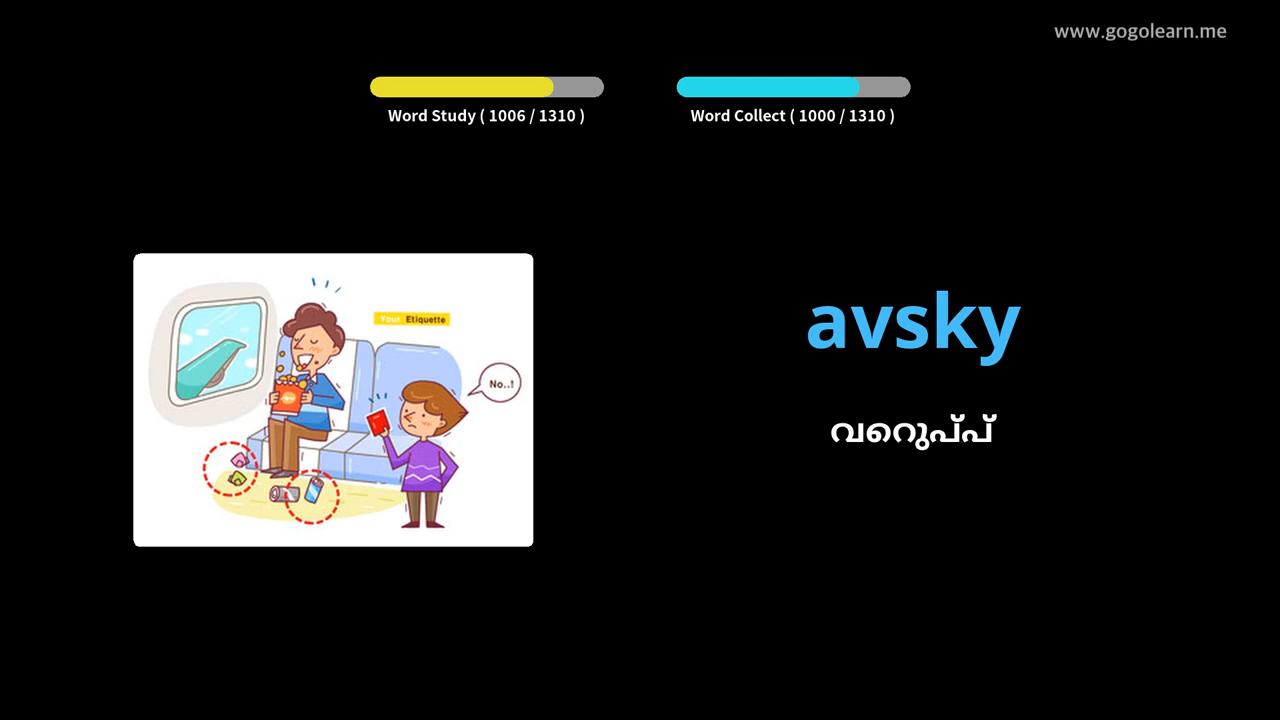 www.gogolearn.me
Word Study ( 1006 / 1310 )
Word Collect ( 1000 / 1310 )
Your Etiquette
No..!
avsky
വെറുപ്പ്